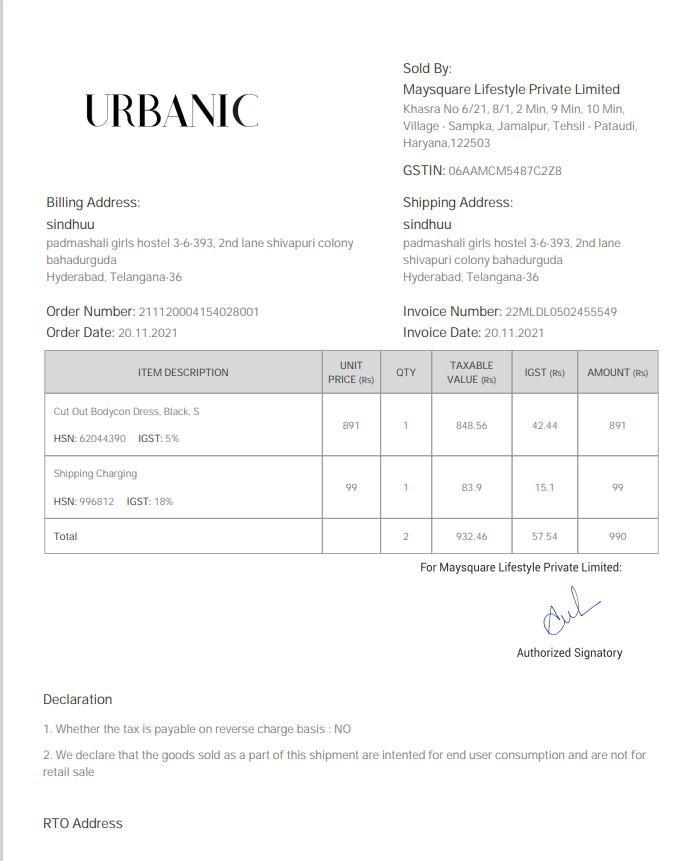 URBANIC
Sold By:
Maysquare Lifestyle Private Limited
Khasra No 6/21, 8/1, 2 Min, 9 Min, 10 Min,
Village - Sampka, Jamalpur, Tehsil - Pataudi,
Haryana,122503
GSTIN: 06AAMCM5487C2Z8
Billing Address:
sindhuu
padmashali girls hostel 3-6-393, 2nd lane shivapuri colony
bahadurguda
Hyderabad, Telangana-36
Shipping Address:
sindhuu
padmashali girls hostel 3-6-393, 2nd lane
shivapuri colony bahadurguda
Hyderabad, Telangana-36
Order Number: 211120004154028001
Order Date: 20.11.2021
Invoice Number: 22MLDL0502455549
Invoice Date: 20.11.2021
ITEM DESCRIPTION UNIT PRICE (Rs) QTY TAXABLE VALUE (Rs) IGST (Rs) AMOUNT (Rs)
Cut Out Bodycon Dress, Black, S
HSN: 62044390 IGST: 5%
891 1 848.56 42.44 891
Shipping Charging
HSN: 996812 IGST: 18%
99 1 83.9 15.1 99
Total 2 932.46 57.54 990
For Maysquare Lifestyle Private Limited:
Authorized Signatory
Declaration
1. Whether the tax is payable on reverse charge basis : NO
2. We declare that the goods sold as a part of this shipment are intented for end user consumption and are not for
retail sale
RTO Address